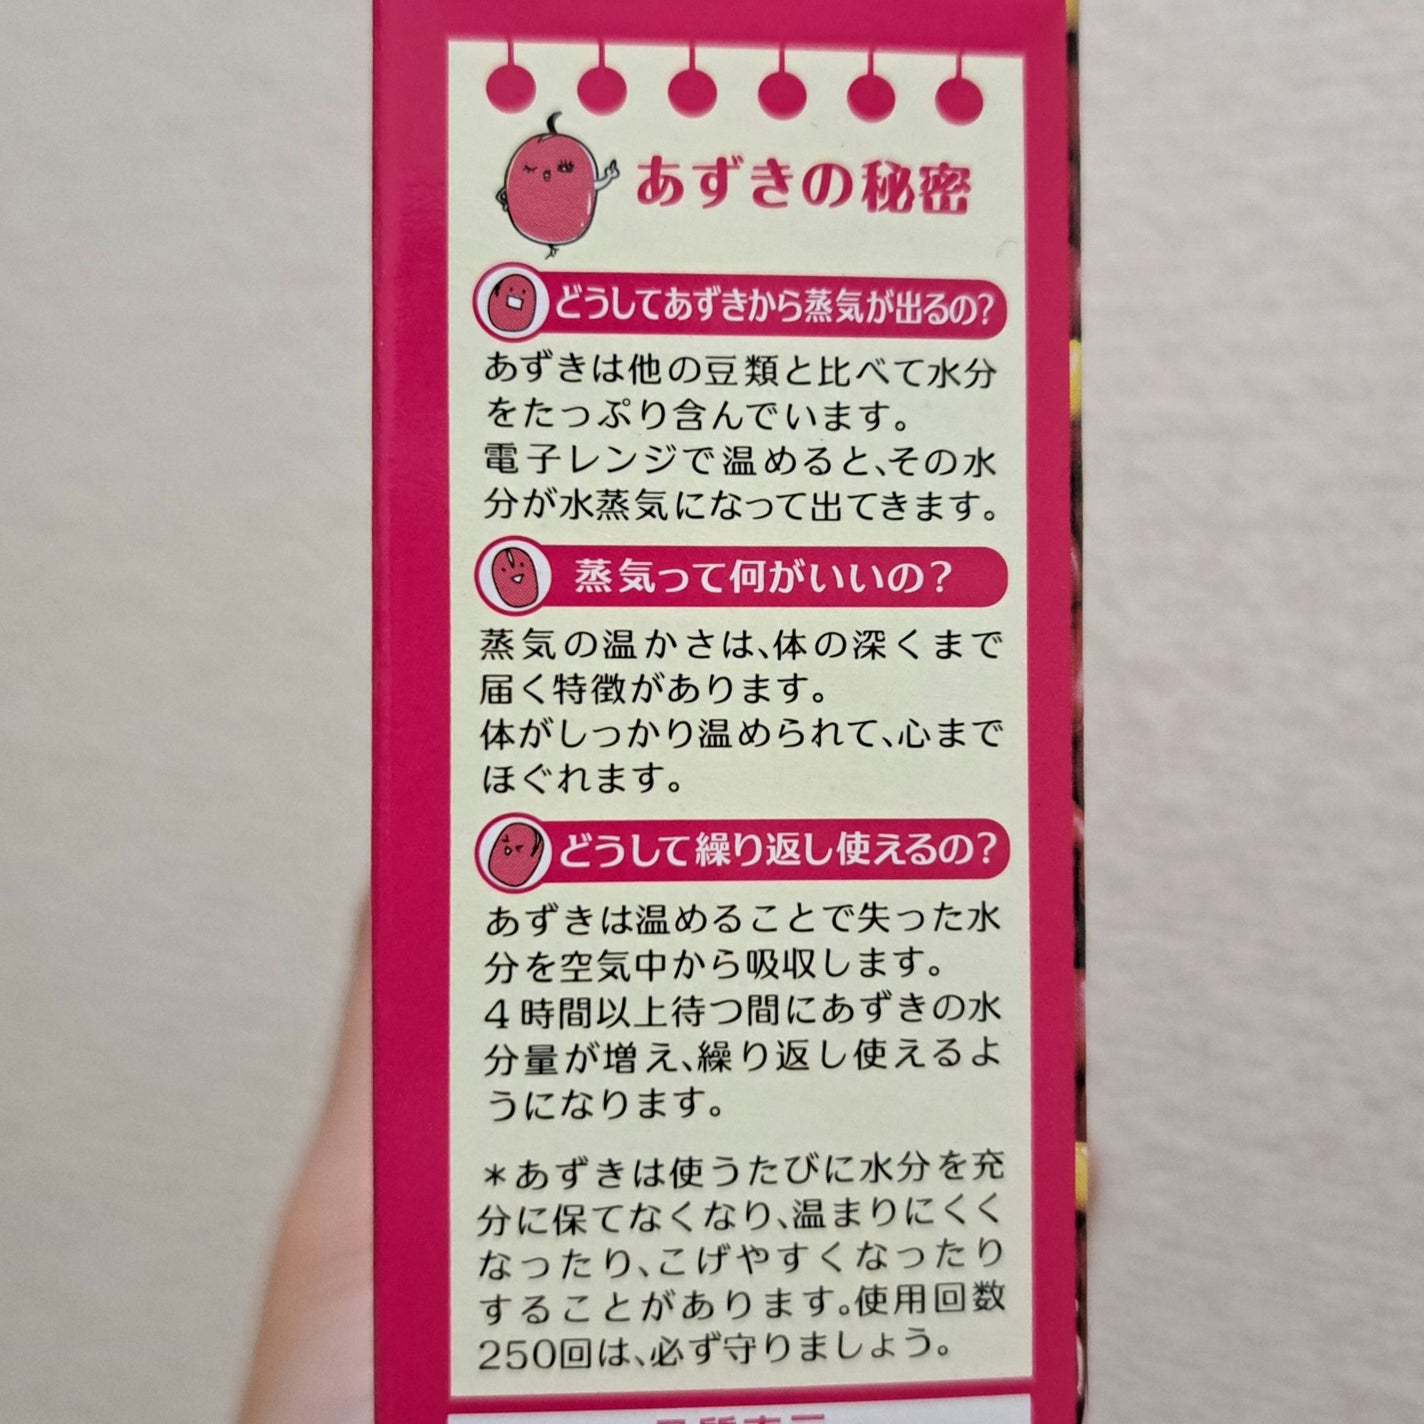 あずきの秘密
どうしてあずきから蒸気が出るの?
あずきは他の豆類と比べて水分
をたっぷり含んでいます。
電子レンジで温めると、その水
分が水蒸気になって出てきます。
蒸気って何がいいの?
蒸気の温かさは、体の深くまで
届く特徴があります。
体がしっかり温められて、心まで
ほぐれます。
どうして繰り返し使えるの?
あずきは温めることで失った水
分を空気中から吸収します。
4時間以上待つ間にあずきの水
分量が増え、繰り返し使えるよ
うになります。
*あずきは使うたびに水分を充
分に保てなくなり、温まりにくく
なったり、こげやすくなったり
することがあります。使用回数
250回は、必ず守りましょう。